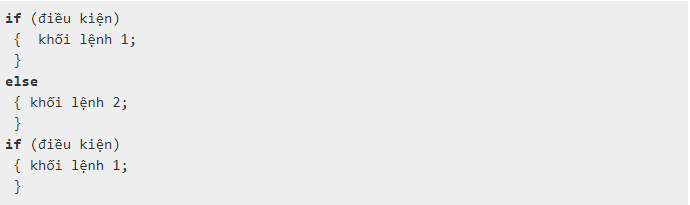 if (điều kiện)
{  khối lệnh 1;
}
else
{ khối lệnh 2;
}
if (điều kiện)
{ khối lệnh 1;
}